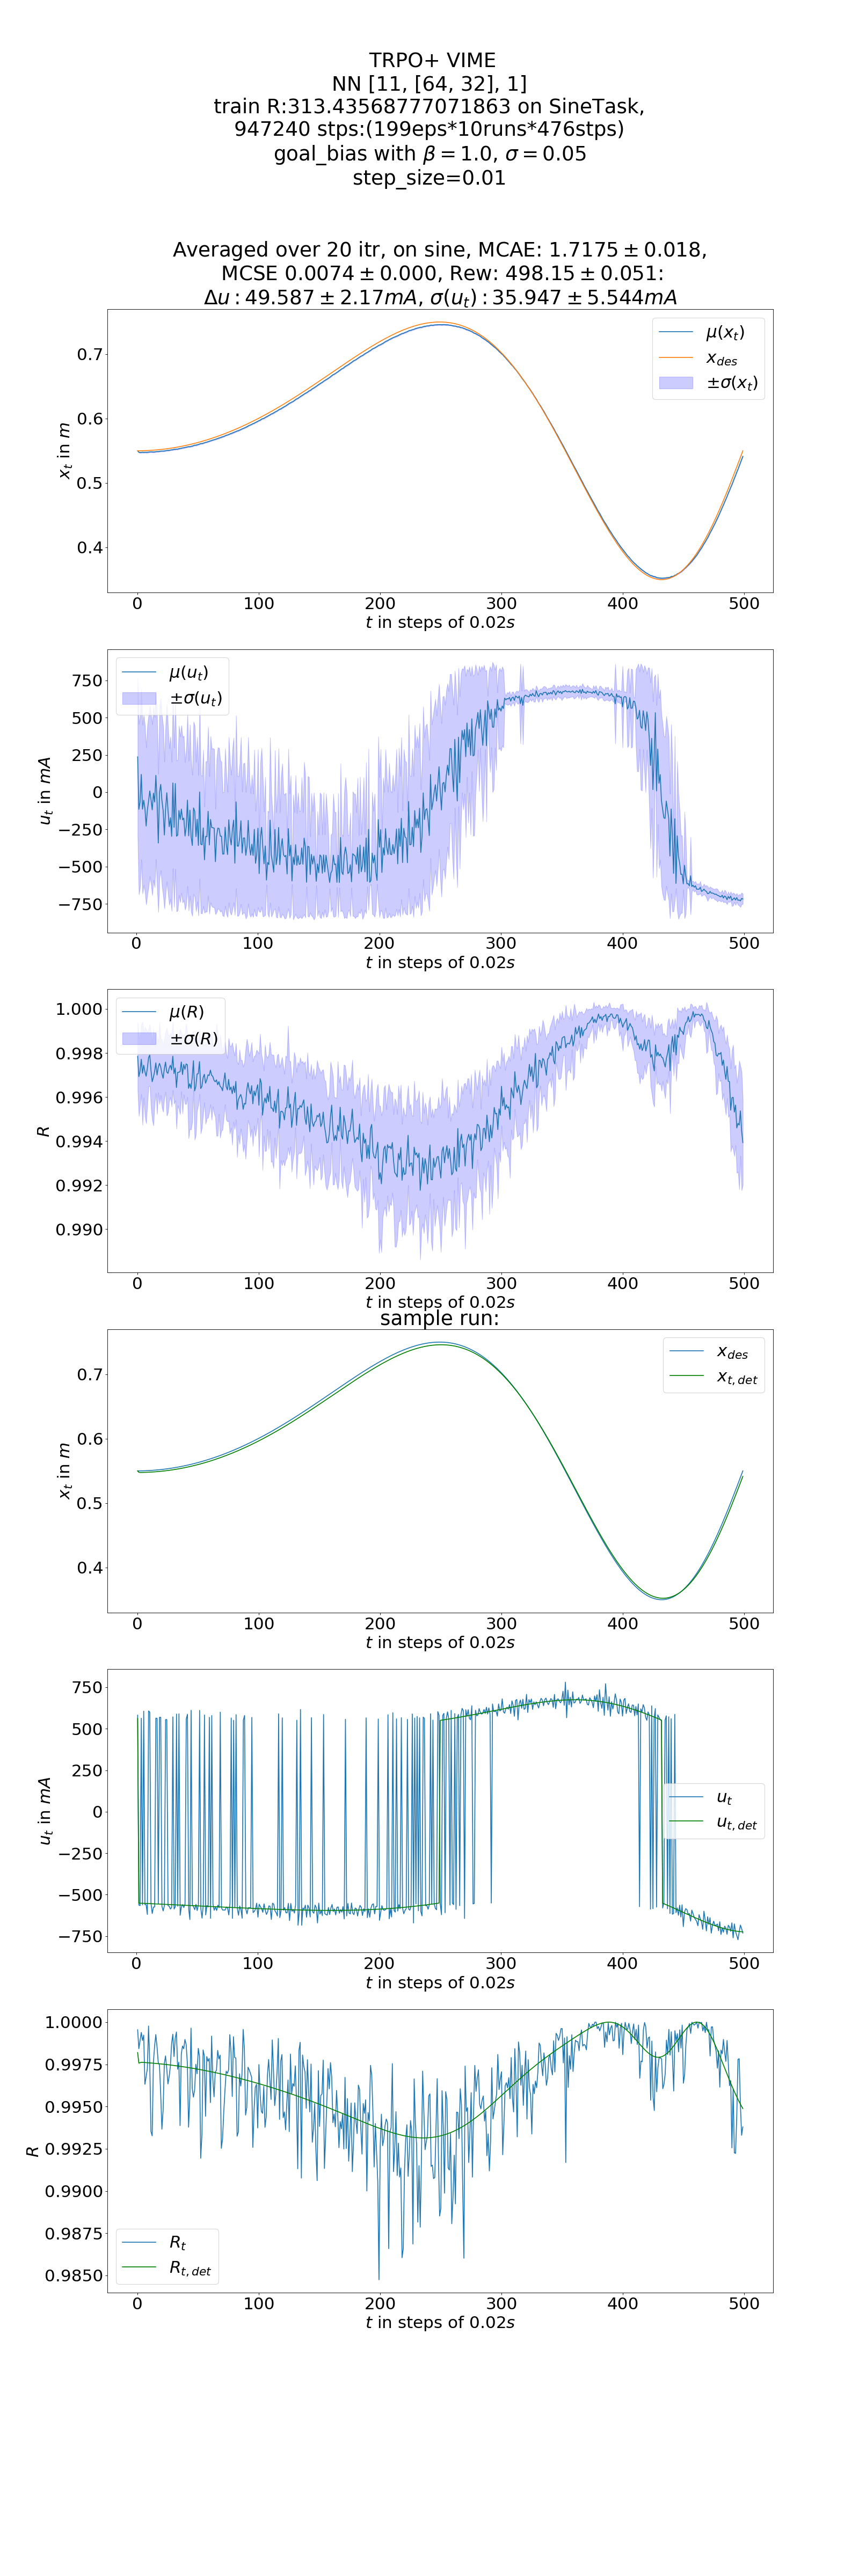 TRPO+ VIME
NN [11, [64, 32], 1]
train R:313.43568777071863 on SineTask,
947240 stps:(199eps*10runs*476stps)
goal_bias with β = 1.0, σ = 0.05
step_size=0.01
Averaged over 20 itr, on sine, MCAE: 1.7175 ± 0.018,
MCSE 0.0074 ± 0.000, Rew: 498.15 ± 0.051:
Δu : 49.587 ± 2.17mA, σ(u_t) : 35.947 ± 5.544mA
μ(x_t)
x_des
±σ(x_t)
x_t in m
0.7
0.6
0.5
0.4
0 100 200 300 400 500
t in steps of 0.02s
μ(u_t)
±σ(u_t)
u_t in mA
750
500
250
0
−250
−500
−750
0 100 200 300 400 500
t in steps of 0.02s
μ(R)
±σ(R)
R
1.000
0.998
0.996
0.994
0.992
0.990
0 100 200 300 400 500
t in steps of 0.02s
sample run:
x_des
x_t,det
x_t in m
0.7
0.6
0.5
0.4
0 100 200 300 400 500
t in steps of 0.02s
u_t in mA
750
500
250
0
−250
−500
−750
u_t
u_t,det
0 100 200 300 400 500
t in steps of 0.02s
R
1.0000
0.9975
0.9950
0.9925
0.9900
0.9875
0.9850
R_t
R_t,det
0 100 200 300 400 500
t in steps of 0.02s